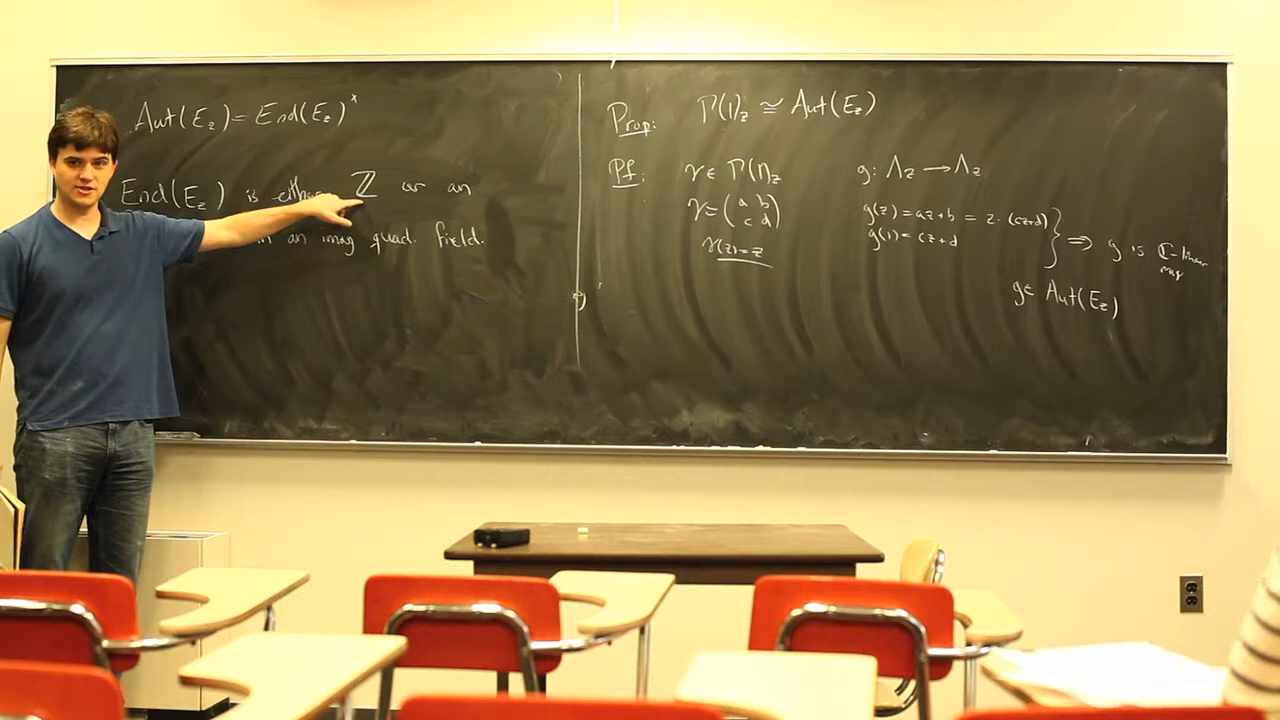 Aut(E_z) = End(E_z)^*
End(E_z) is either ℤ or an
in an imag quad. field.
Prop: Γ(1)_z ≅ Aut(E_z)
Pf: γ ∈ Γ(1)_z g: Λ_z → Λ_z
γ = (a b
c d)
γ(z) = z
g(z) = az+b = z · (cz+d)
g(1) = cz+d
⇒ g is ℂ-linear
map
g ∈ Aut(E_z)